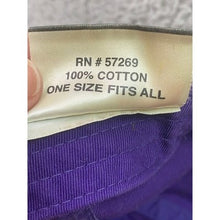 RN # 57269
100% COTTON
ONE SIZE FITS ALL